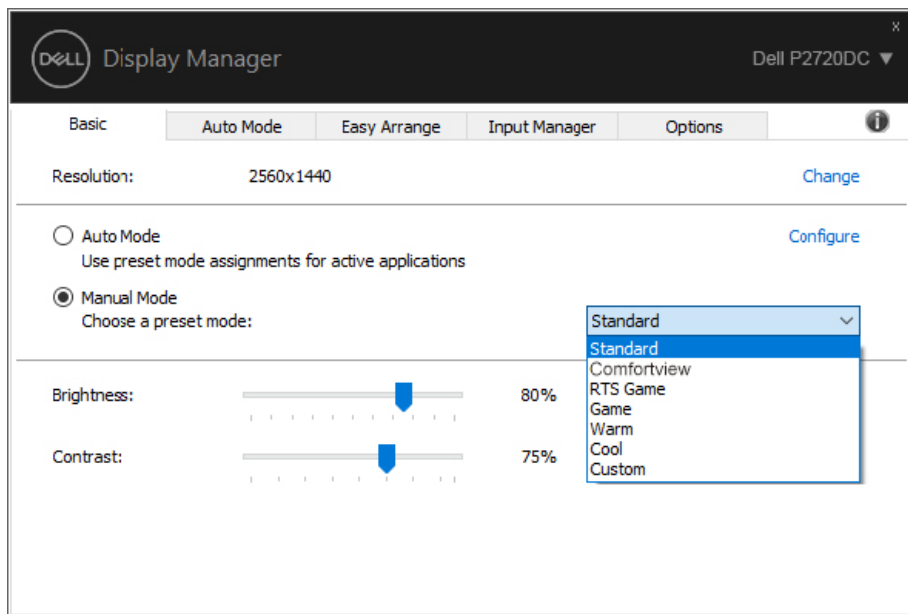 x
DELL Display Manager Dell P2720DC ▼
Basic Auto Mode Easy Arrange Input Manager Options i
Resolution: 2560x1440 Change
Auto Mode Configure
Use preset mode assignments for active applications
Manual Mode
Choose a preset mode: Standard
Standard
Comfortview
RTS Game
Game
Warm
Cool
Custom
Brightness: 80%
Contrast: 75%